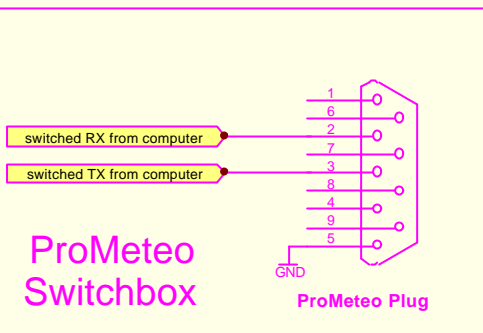 1
6
switched RX from computer 2
7
switched TX from computer 3
8
4
9
5
GND
ProMeteo
Switchbox
ProMeteo Plug